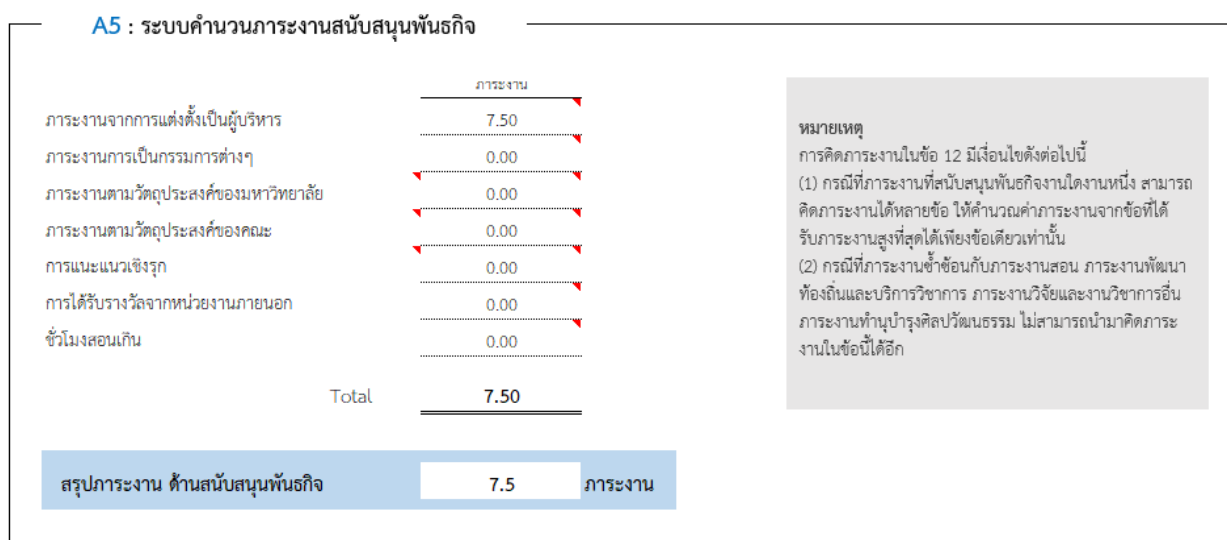 A5 : ระบบคำนวนภาระงานสนับสนุนพันธกิจ
ภาระงาน
ภาระงานจากการแต่งตั้งเป็นผู้บริหาร 7.50
ภาระงานการเป็นกรรมการต่างๆ 0.00
ภาระงานตามวัตถุประสงค์ของมหาวิทยาลัย 0.00
ภาระงานตามวัตถุประสงค์ของคณะ 0.00
การแนะแนวเชิงรุก 0.00
การได้รับรางวัลจากหน่วยงานภายนอก 0.00
ชั่วโมงสอนเกิน 0.00
Total 7.50
สรุปภาระงาน ด้านสนับสนุนพันธกิจ 7.5 ภาระงาน
หมายเหตุ
การคิดภาระงานในข้อ 12 มีเงื่อนไขดังต่อไปนี้
(1) กรณีที่ภาระงานที่สนับสนุนพันธกิจงานใดงานหนึ่ง สามารถ
คิดภาระงานได้หลายข้อ ให้คำนวณค่าภาระงานจากข้อที่ได้
รับภาระงานสูงที่สุดได้เพียงข้อเดียวเท่านั้น
(2) กรณีที่ภาระงานซ้ำซ้อนกับภาระงานสอน ภาระงานพัฒนา
ท้องถิ่นและบริการวิชาการ ภาระงานวิจัยและงานวิชาการอื่น
ภาระงานทำนุบำรุงศิลปวัฒนธรรม ไม่สามารถนำมาคิดภาระ
งานในข้อนี้ได้อีก